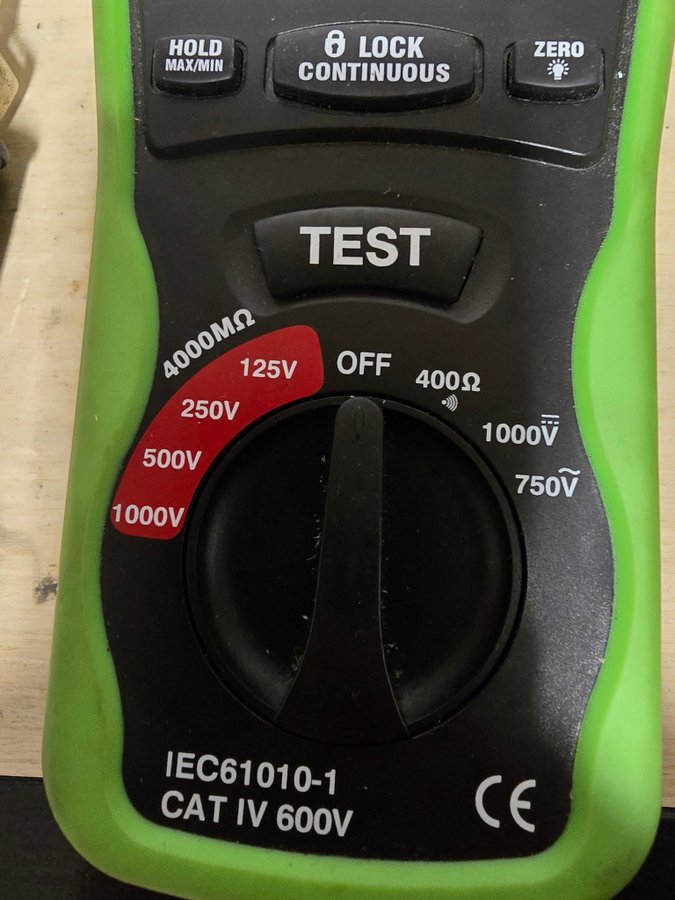 HOLD
MAX/MIN
LOCK
CONTINUOUS
ZERO
TEST
4000MΩ
125V
250V
500V
1000V
OFF
400Ω
1000V
750V
IEC61010-1
CAT IV 600V
CE